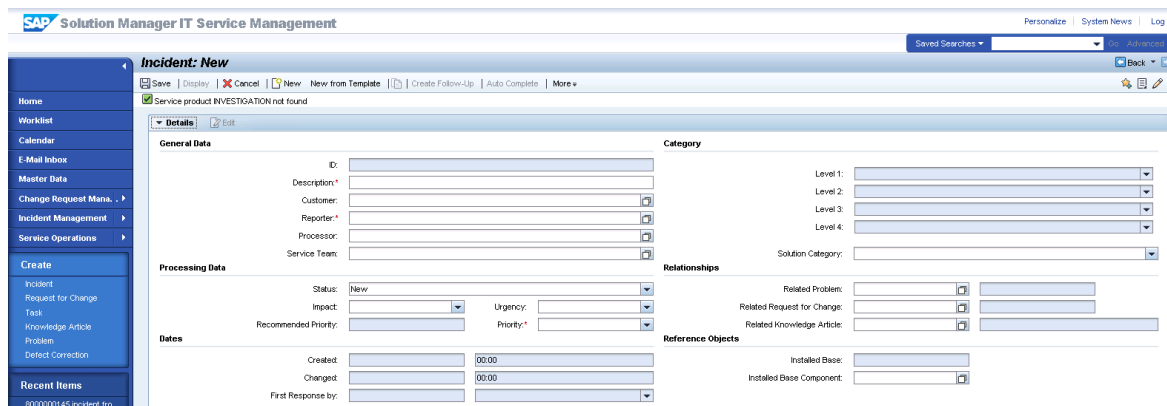 SAP Solution Manager IT Service Management
Personalize System News Log
Saved Searches Go Advanced
Incident: New
Back
Save Display Cancel New New from Template Create Follow-Up Auto Complete More
Service product INVESTIGATION not found
Home
Worklist
Calendar
E-Mail Inbox
Master Data
Change Request Mana. .
Incident Management
Service Operations
Create
Incident
Request for Change
Task
Knowledge Article
Problem
Defect Correction
Recent Items
8000000145 incident fro
Details Edit
General Data
ID:
Description:*
Customer:
Reporter:*
Processor:
Service Team:
Processing Data
Status: New
Impact: Urgency:
Recommended Priority: Priority:*
Dates
Created: 00:00
Changed: 00:00
First Response by:
Category
Level 1:
Level 2:
Level 3:
Level 4:
Solution Category:
Relationships
Related Problem:
Related Request for Change:
Related Knowledge Article:
Reference Objects
Installed Base:
Installed Base Component: